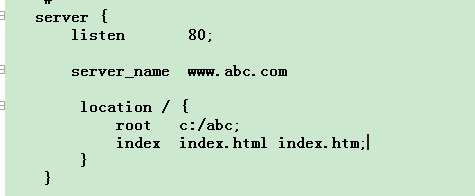 server {
listen 80;
server_name www.abc.com
location / {
root c:/abc;
index index.html index.htm;
}
}